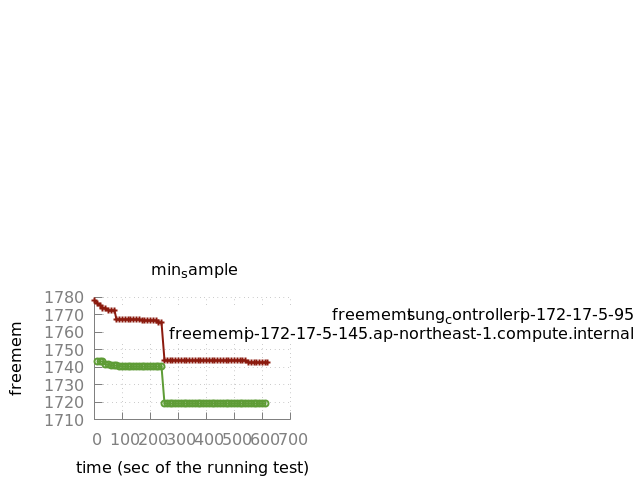 min_sample
1780
1770
freemem tsung_controller ip-172-17-5-95
1760
freemem ip-172-17-5-145.ap-northeast-1.compute.internal
1750
1740
1730
1720
1710
freemem
0 100 200 300 400 500 600 700
time (sec of the running test)